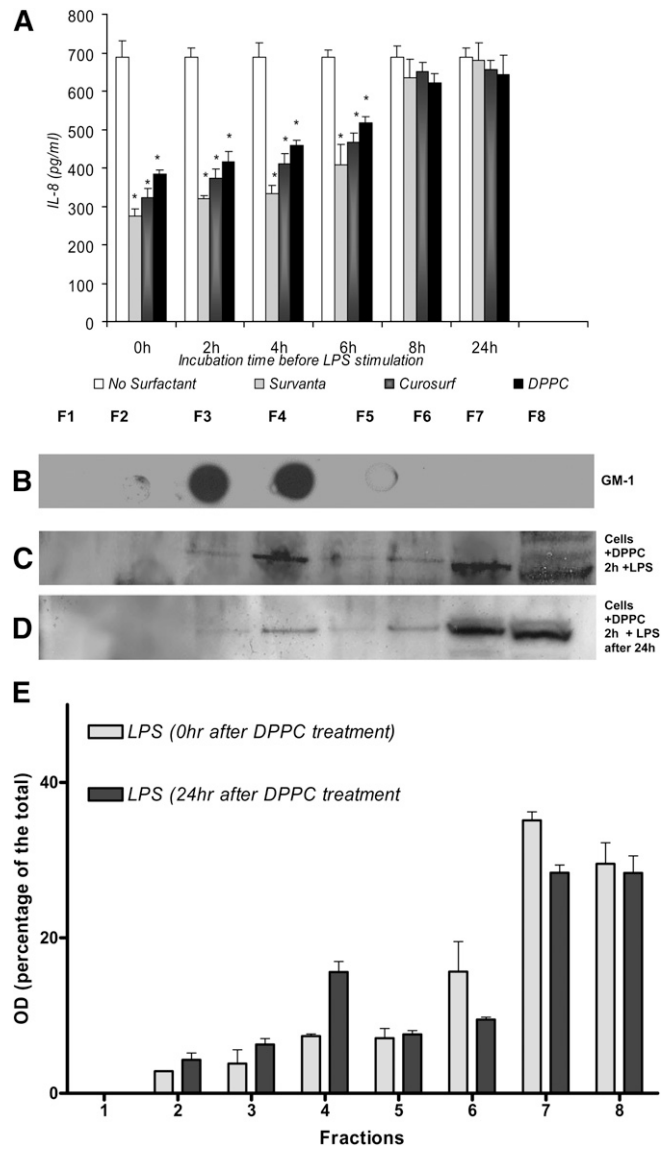 A
800
700
600
500
400
300
200
100
0
IL-8 (pg/ml)
* * * * * * * * * * * *
0h 2h 4h 6h 8h 24h
Incubation time before LPS stimulation
No Surfactant Survanta Curosurf DPPC
F1 F2 F3 F4 F5 F6 F7 F8
B GM-1
C
Cells
+DPPC
2h +LPS
D
Cells
+DPPC
2h + LPS
after 24h
E
LPS (0hr after DPPC treatment)
LPS (24hr after DPPC treatment
40
20
0
OD (percentage of the total)
1 2 3 4 5 6 7 8
Fractions